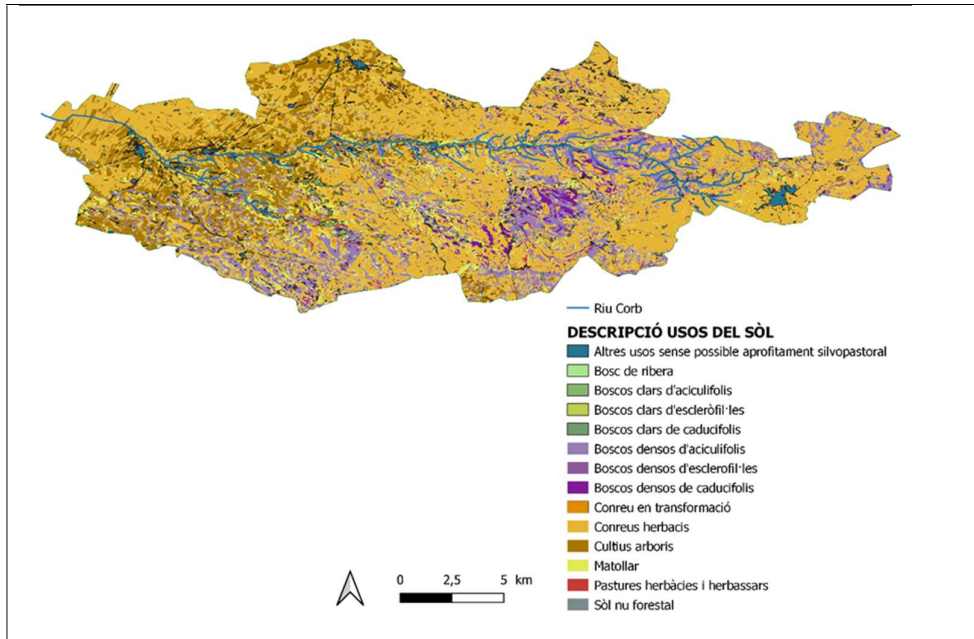 Riu Corb
DESCRIPCIÓ USOS DEL SÒL
Altres usos sense possible aprofitament silvopastoral
Bosc de ribera
Boscos clars d'aciculifolis
Boscos clars d'escleròfil·les
Boscos clars de caducifolis
Boscos densos d'aciculifolis
Boscos densos d'esclerofil·les
Boscos densos de caducifolis
Conreu en transformació
Conreus herbacis
Cultius arboris
Matollar
Pastures herbàcies i herbassars
Sòl nu forestal
0 2,5 5 km